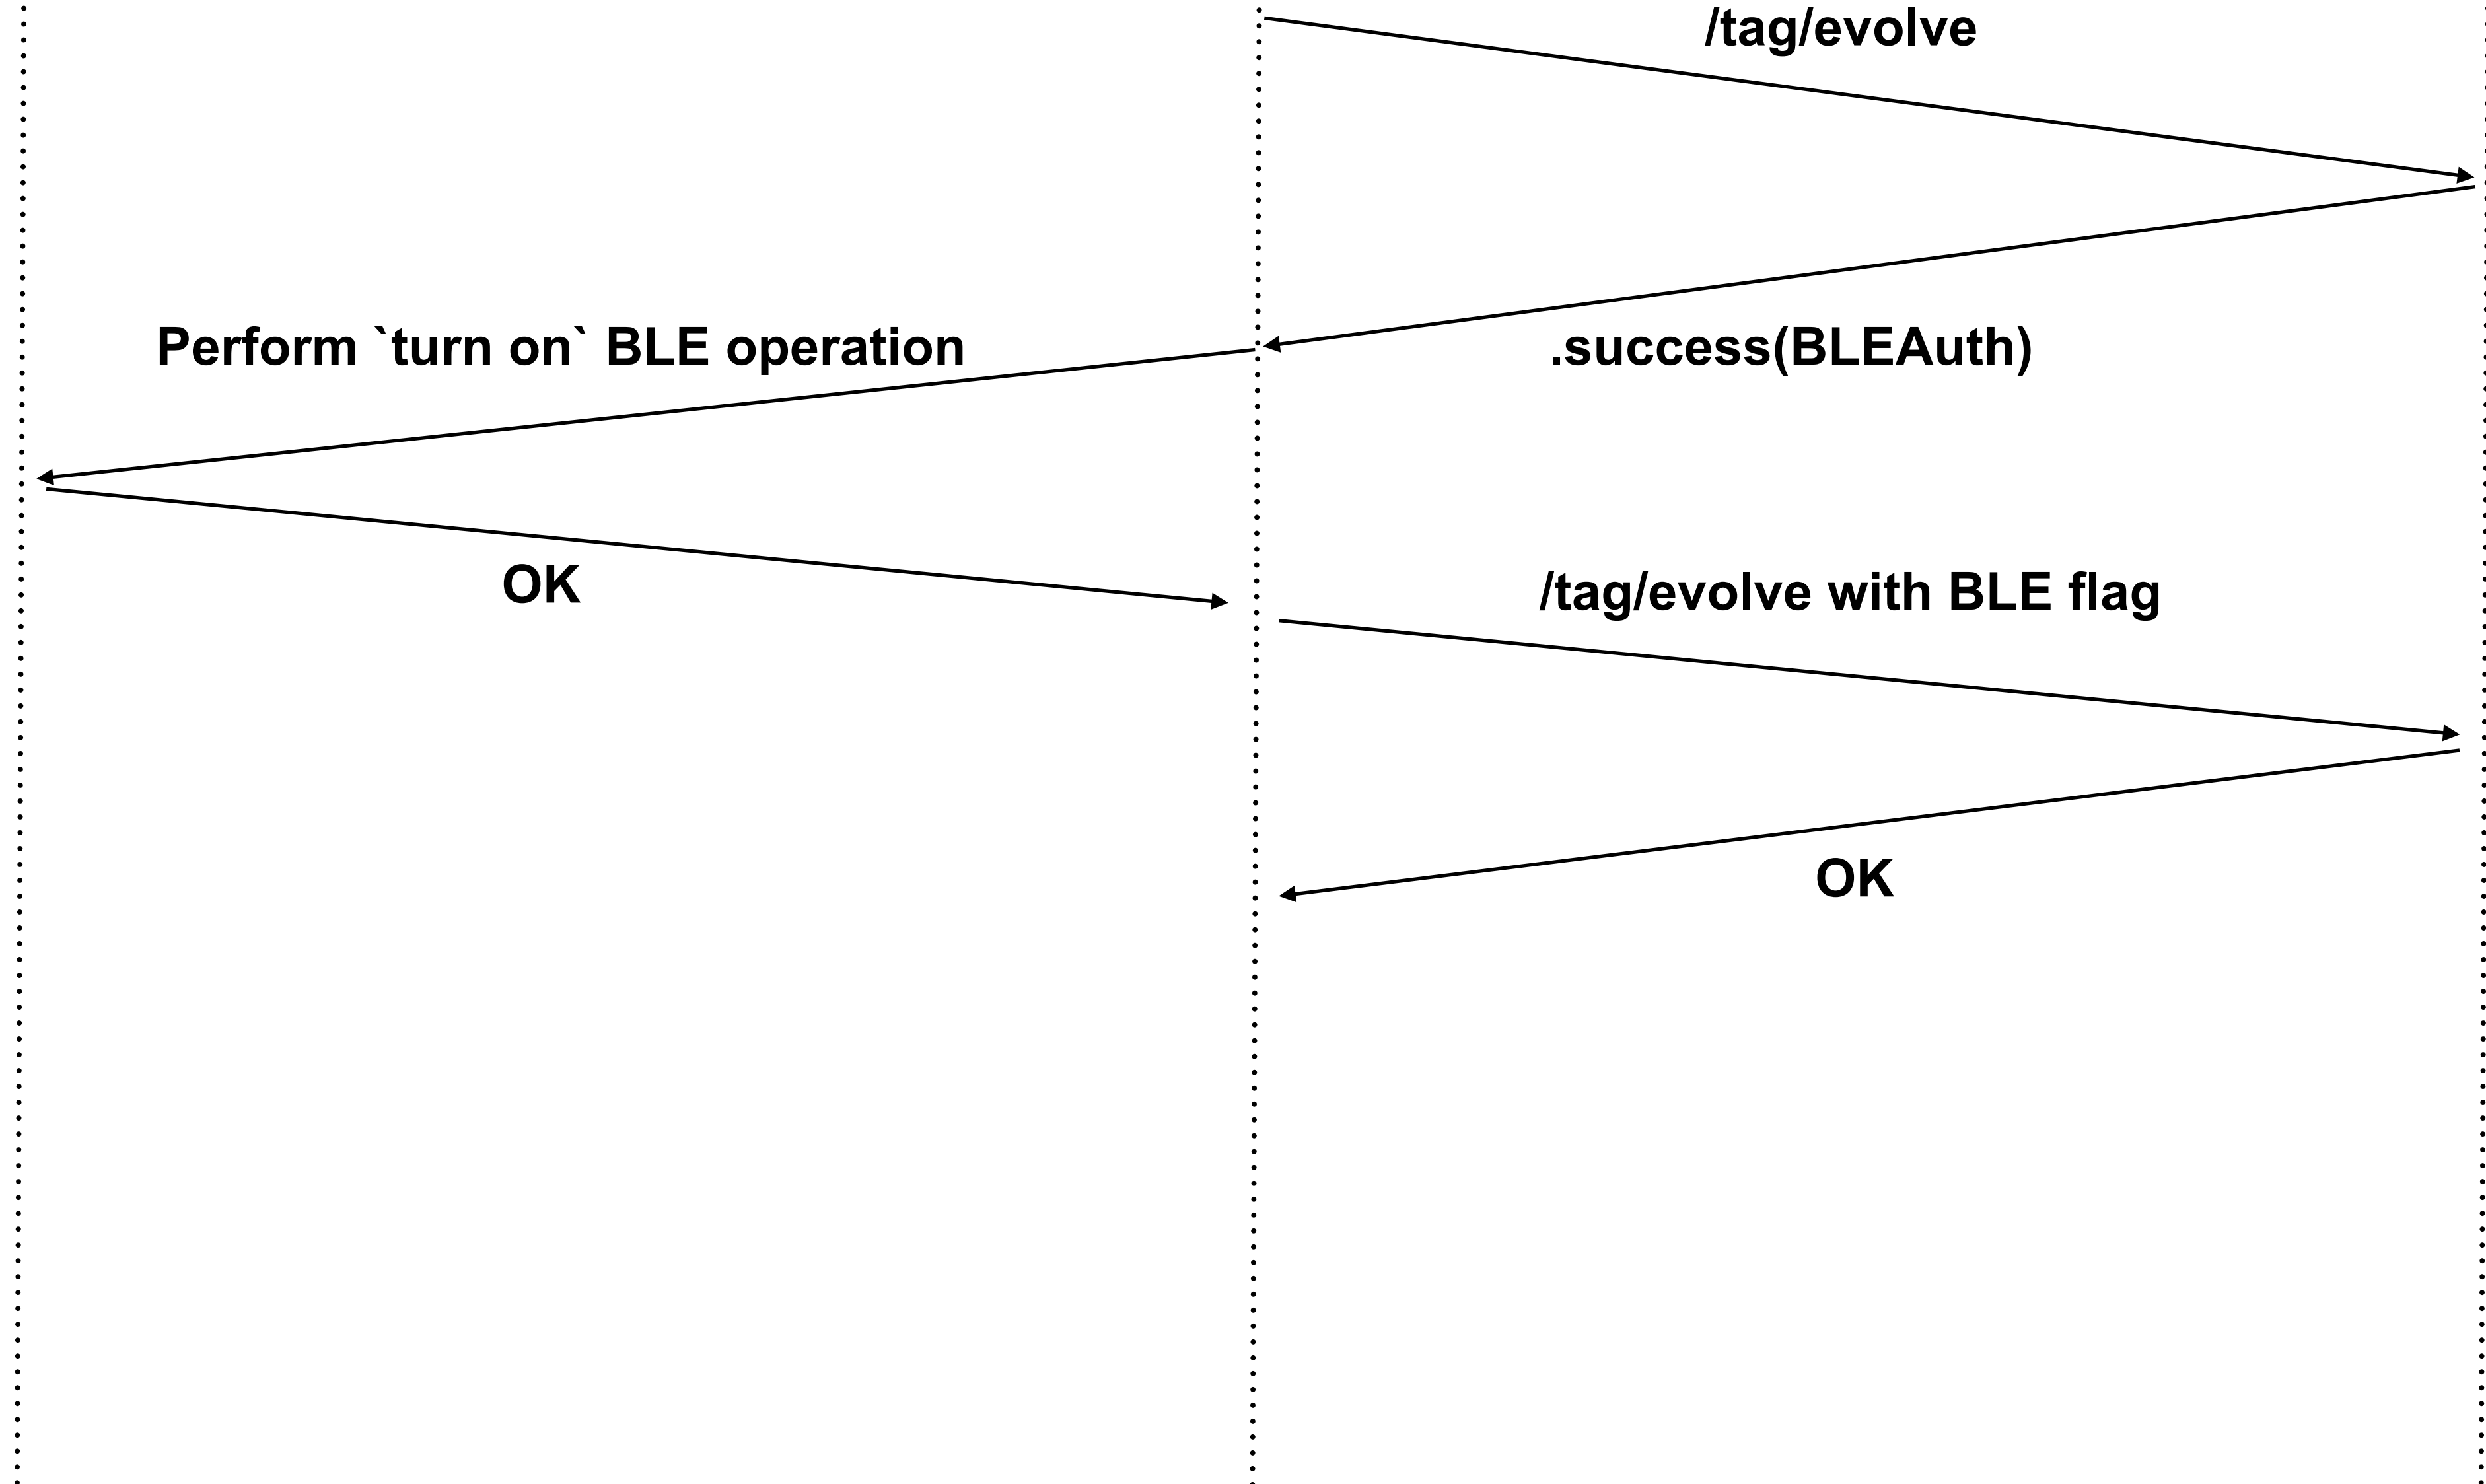 /tag/evolve
Perform `turn on` BLE operation
.success(BLEAuth)
OK
/tag/evolve with BLE flag
OK